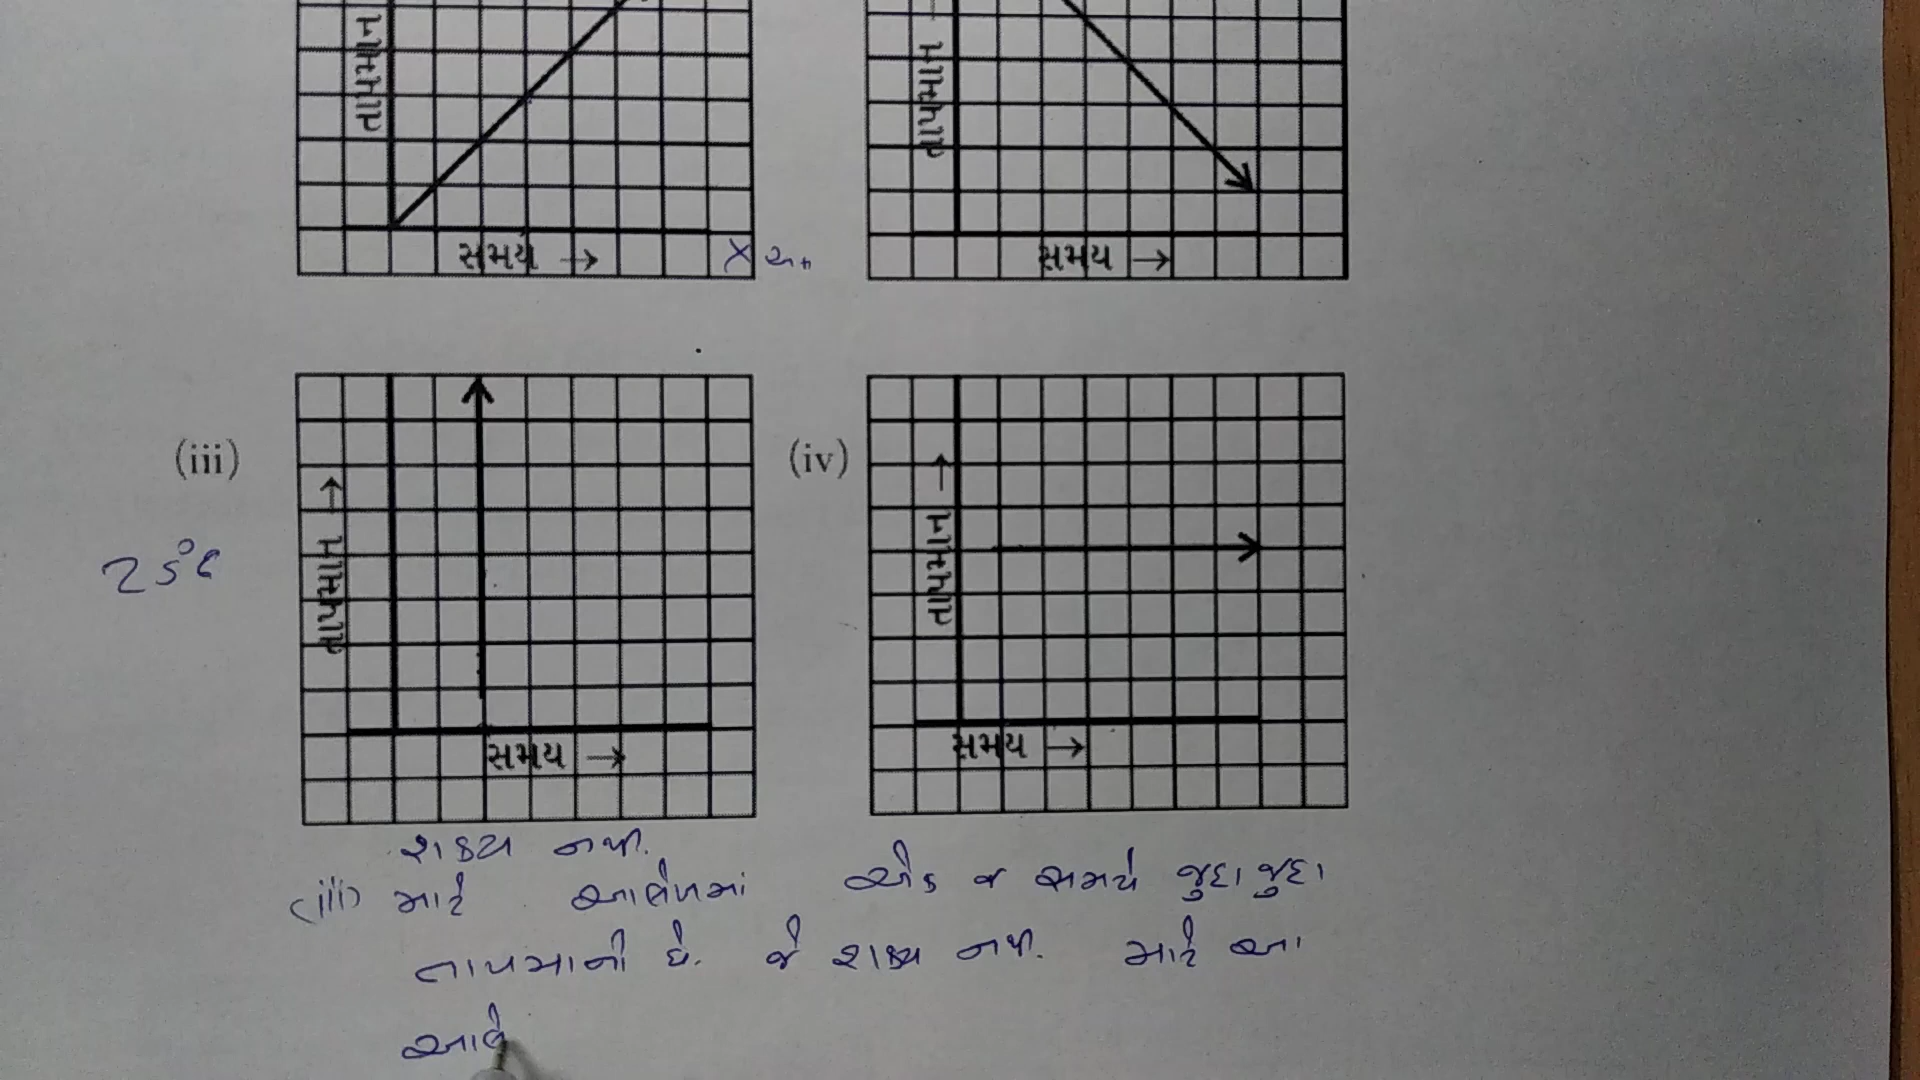 તાપમાન
સમય →
X અક્ષ
તાપમાન →
સમય →
(iii)
તાપમાન →
સમય →
25°C
(iv)
તાપમાન →
સમય →
શક્ય નથી.
(iii) માટે આલેખમાં એક જ સમયે જુદા જુદા
તાપમાનો છે. જે શક્ય નથી. માટે આ
આલે